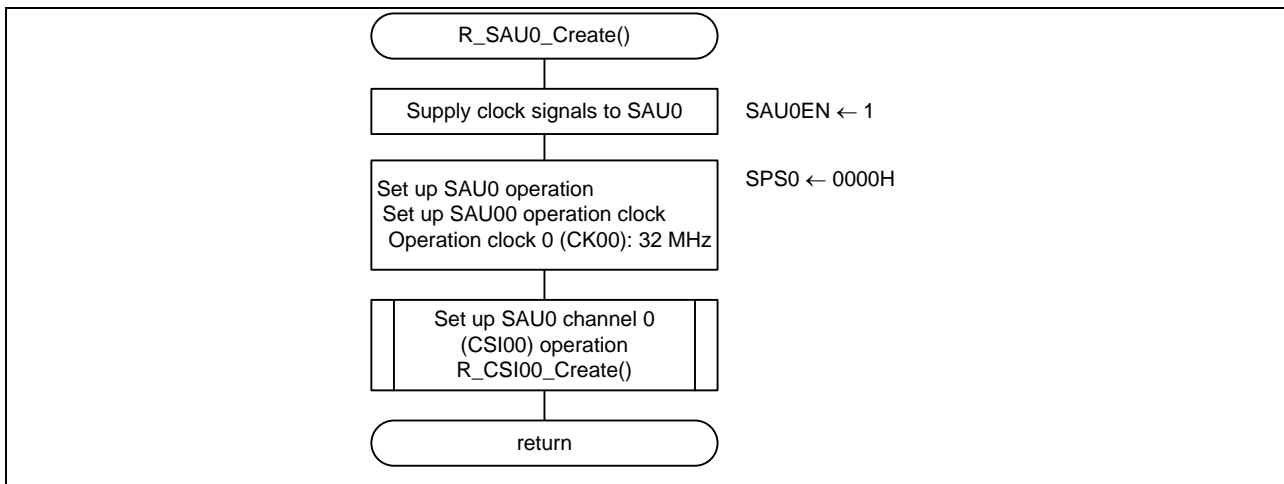 R_SAU0_Create()
Supply clock signals to SAU0
SAU0EN ← 1
Set up SAU0 operation
SPS0 ← 0000H
Set up SAU00 operation clock
Operation clock 0 (CK00): 32 MHz
Set up SAU0 channel 0
(CSI00) operation
R_CSI00_Create()
return